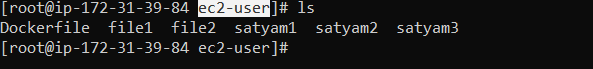 [root@ip-172-31-39-84 ec2-user]# ls
Dockerfile  file1  file2  satyam1  satyam2  satyam3
[root@ip-172-31-39-84 ec2-user]#